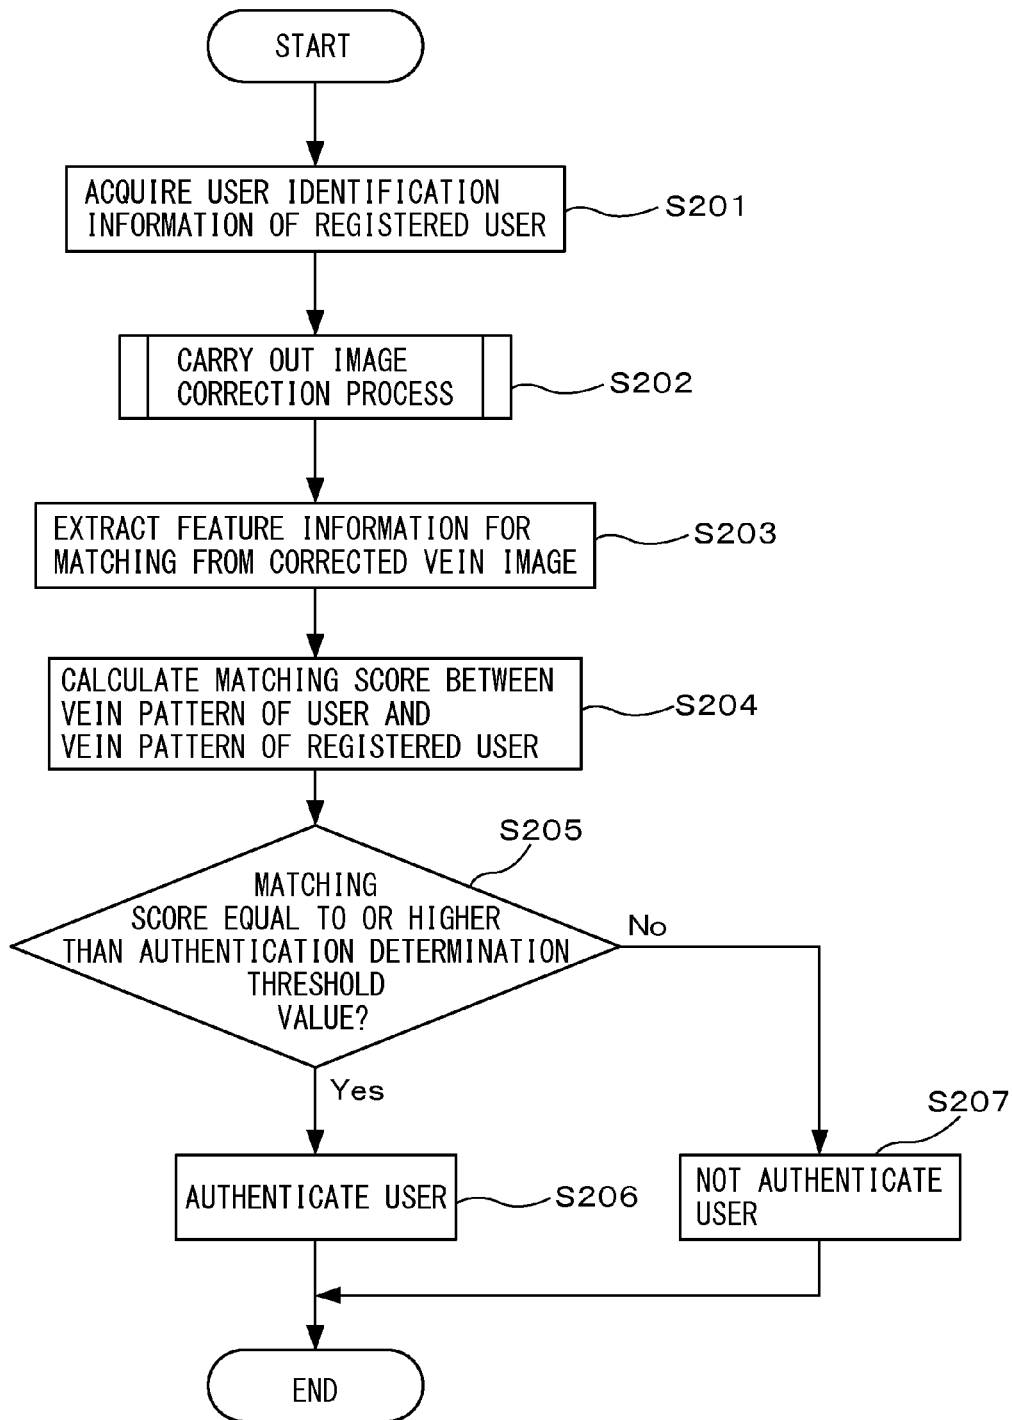 START
ACQUIRE USER IDENTIFICATION
INFORMATION OF REGISTERED USER
S201
CARRY OUT IMAGE
CORRECTION PROCESS
S202
EXTRACT FEATURE INFORMATION FOR
MATCHING FROM CORRECTED VEIN IMAGE
S203
CALCULATE MATCHING SCORE BETWEEN
VEIN PATTERN OF USER AND
VEIN PATTERN OF REGISTERED USER
S204
S205
MATCHING
SCORE EQUAL TO OR HIGHER
THAN AUTHENTICATION DETERMINATION
THRESHOLD
VALUE?
No
Yes
AUTHENTICATE USER
S206
S207
NOT AUTHENTICATE
USER
END